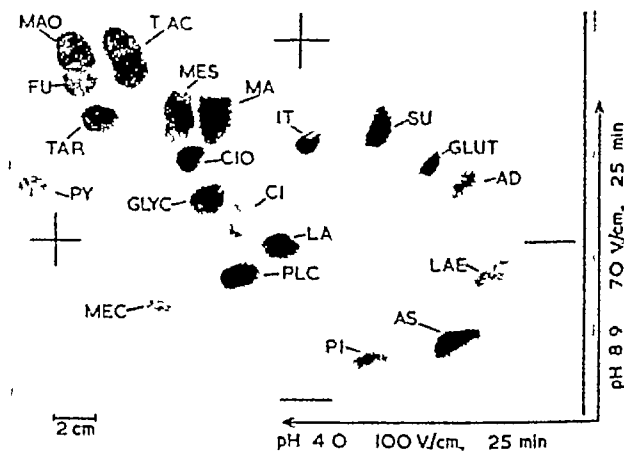 MAO
T AC
FU
MES
MA
TAR
IT
SU
CIO
GLUT
PY
AD
GLYC
CI
LA
LAE
PLC
MEC
AS
PI
2 cm
pH 4 0 100 V/cm, 25 min
pH 8 9 70 V/cm, 25 min